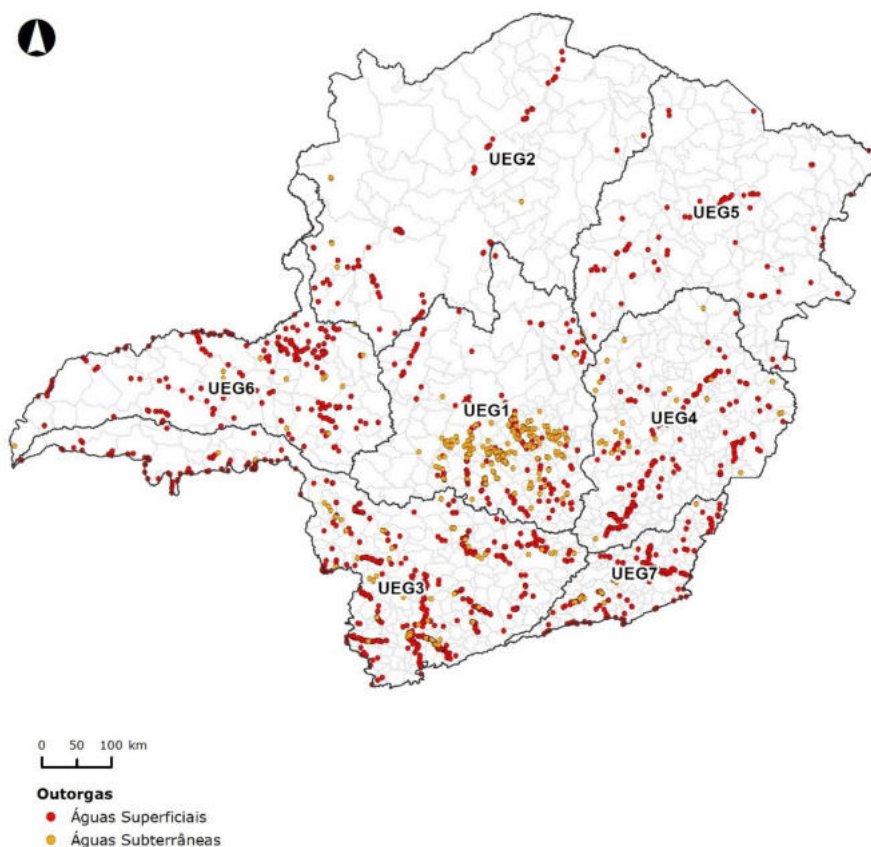 UEG2
UEG5
UEG6
UEG1
UEG4
UEG7
UEG3
0 50 100 km
Outorgas
Águas Superficiais
Águas Subterrâneas